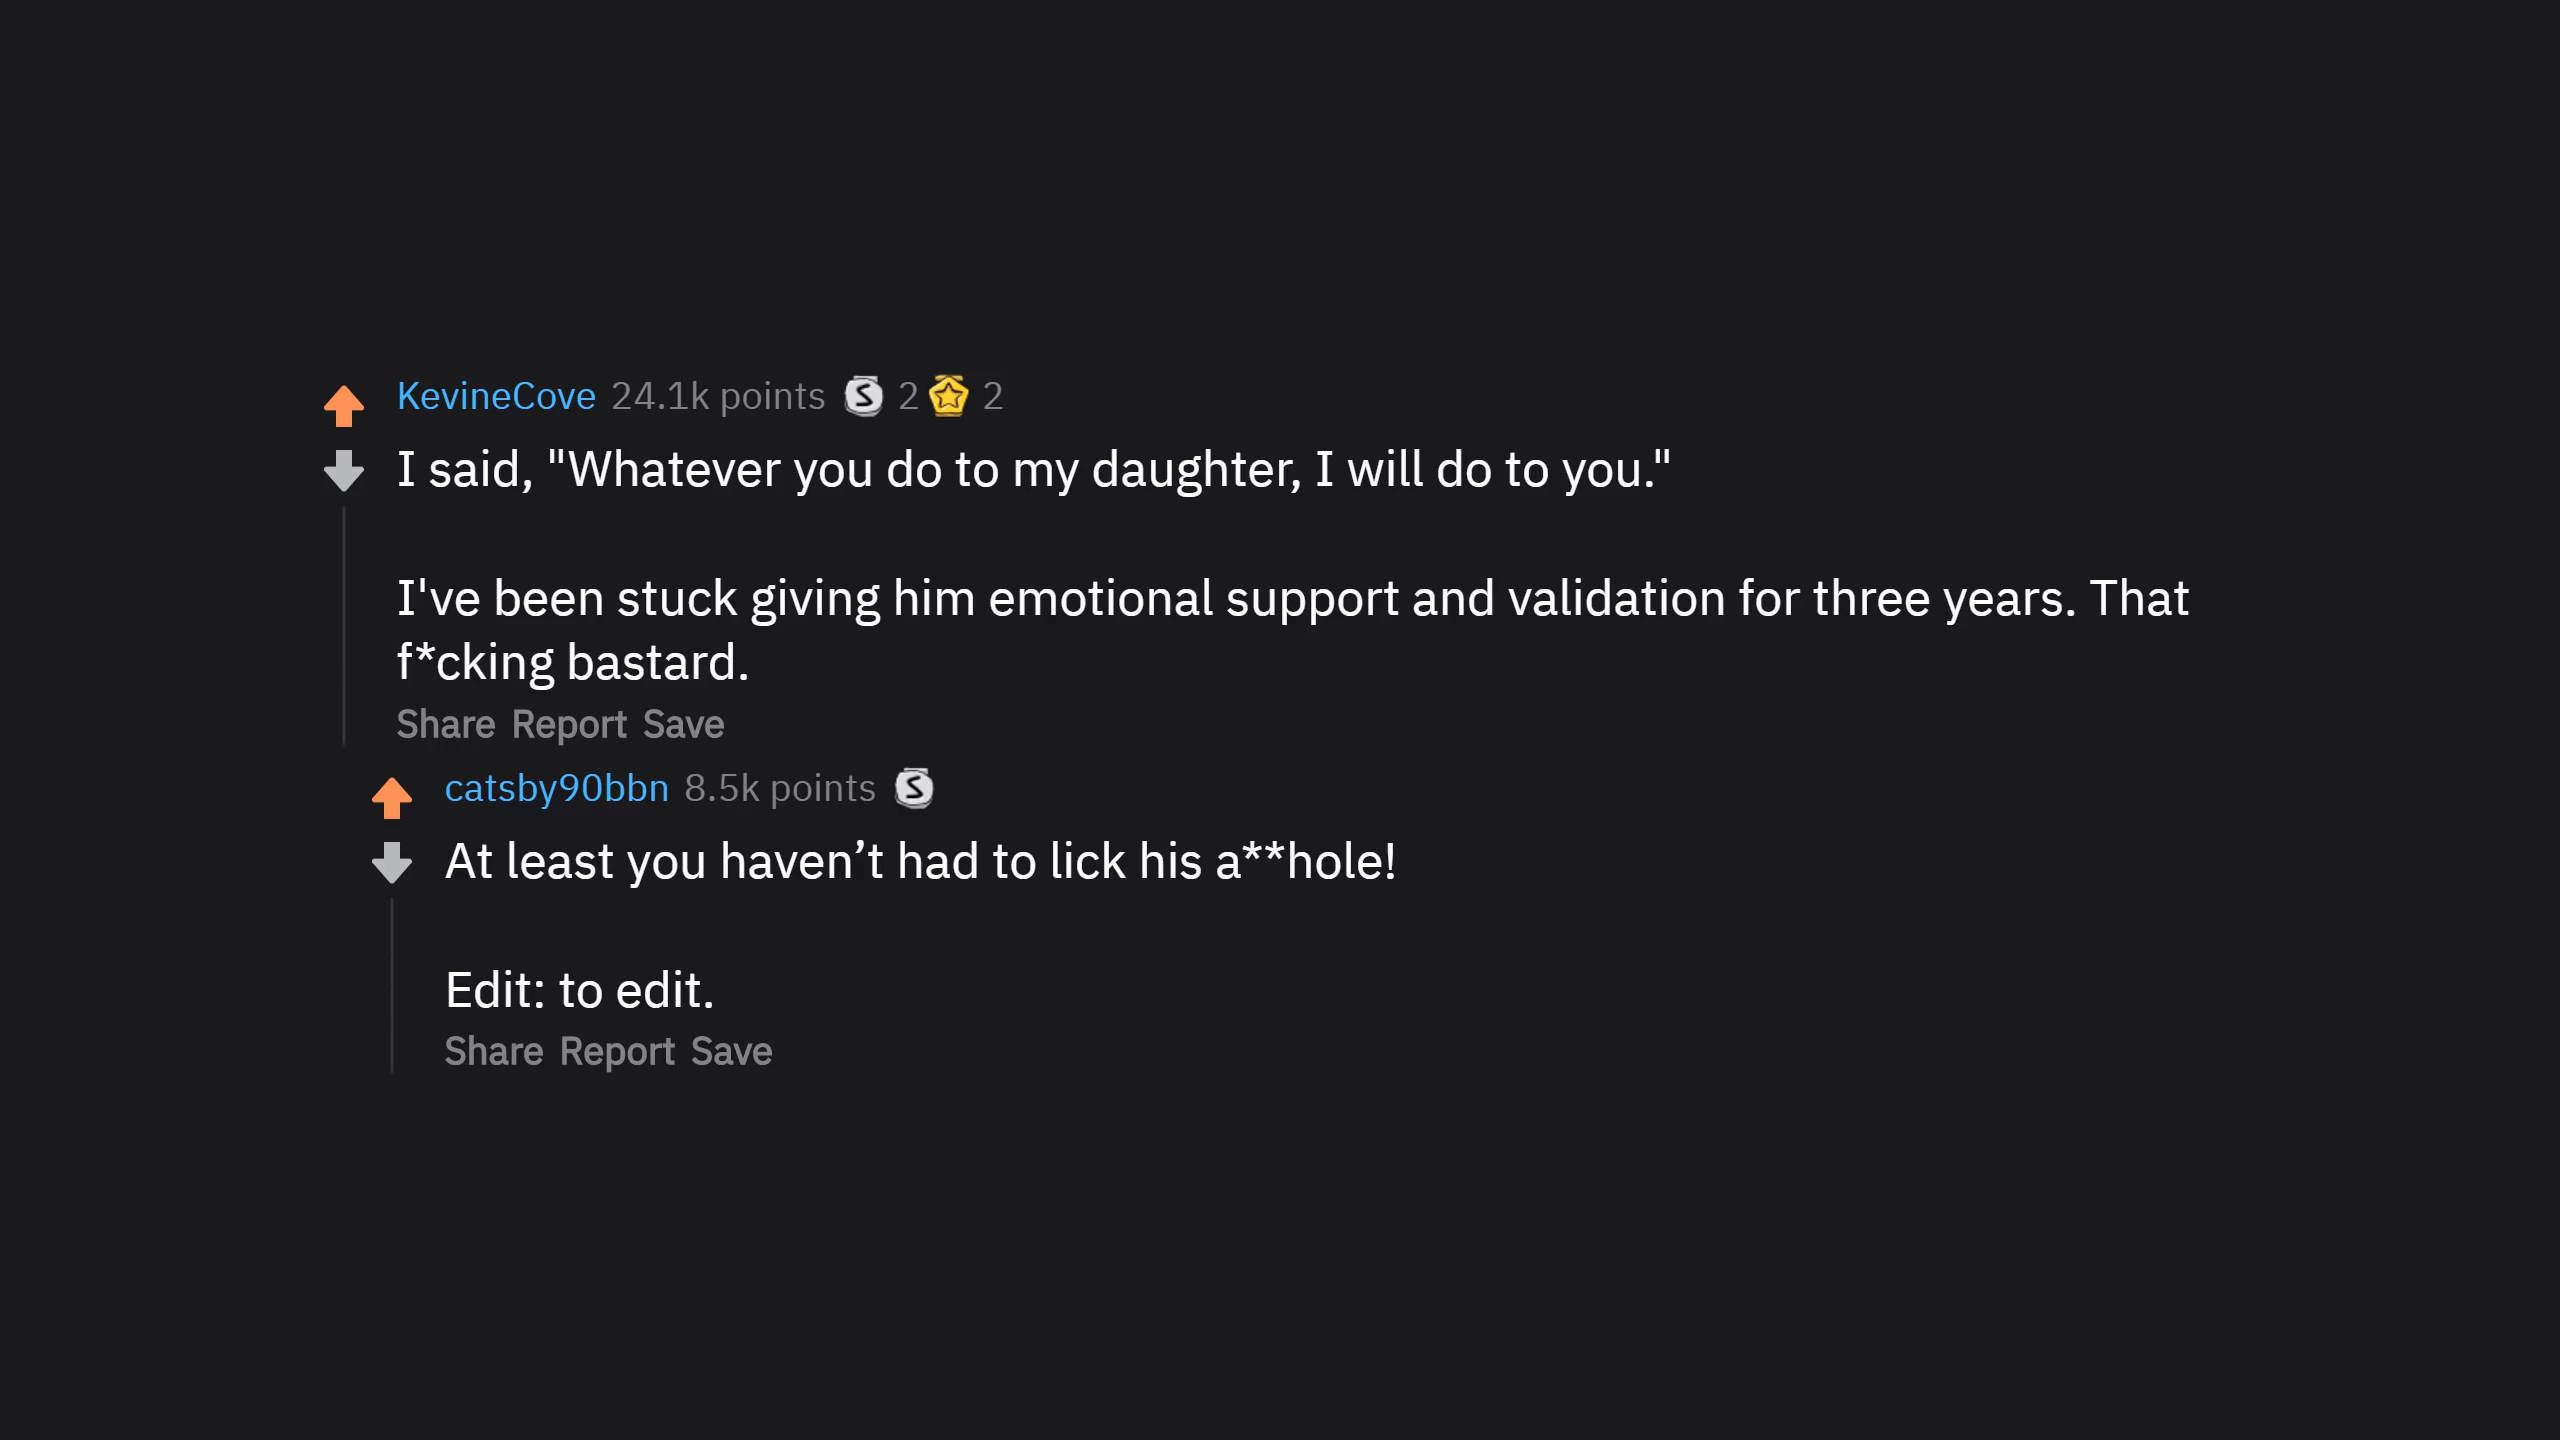 KevineCove 24.1k points S 2 2
I said, "Whatever you do to my daughter, I will do to you."
I've been stuck giving him emotional support and validation for three years. That
f*cking bastard.
Share Report Save
catsby90bbn 8.5k points S
At least you haven’t had to lick his a**hole!
Edit: to edit.
Share Report Save